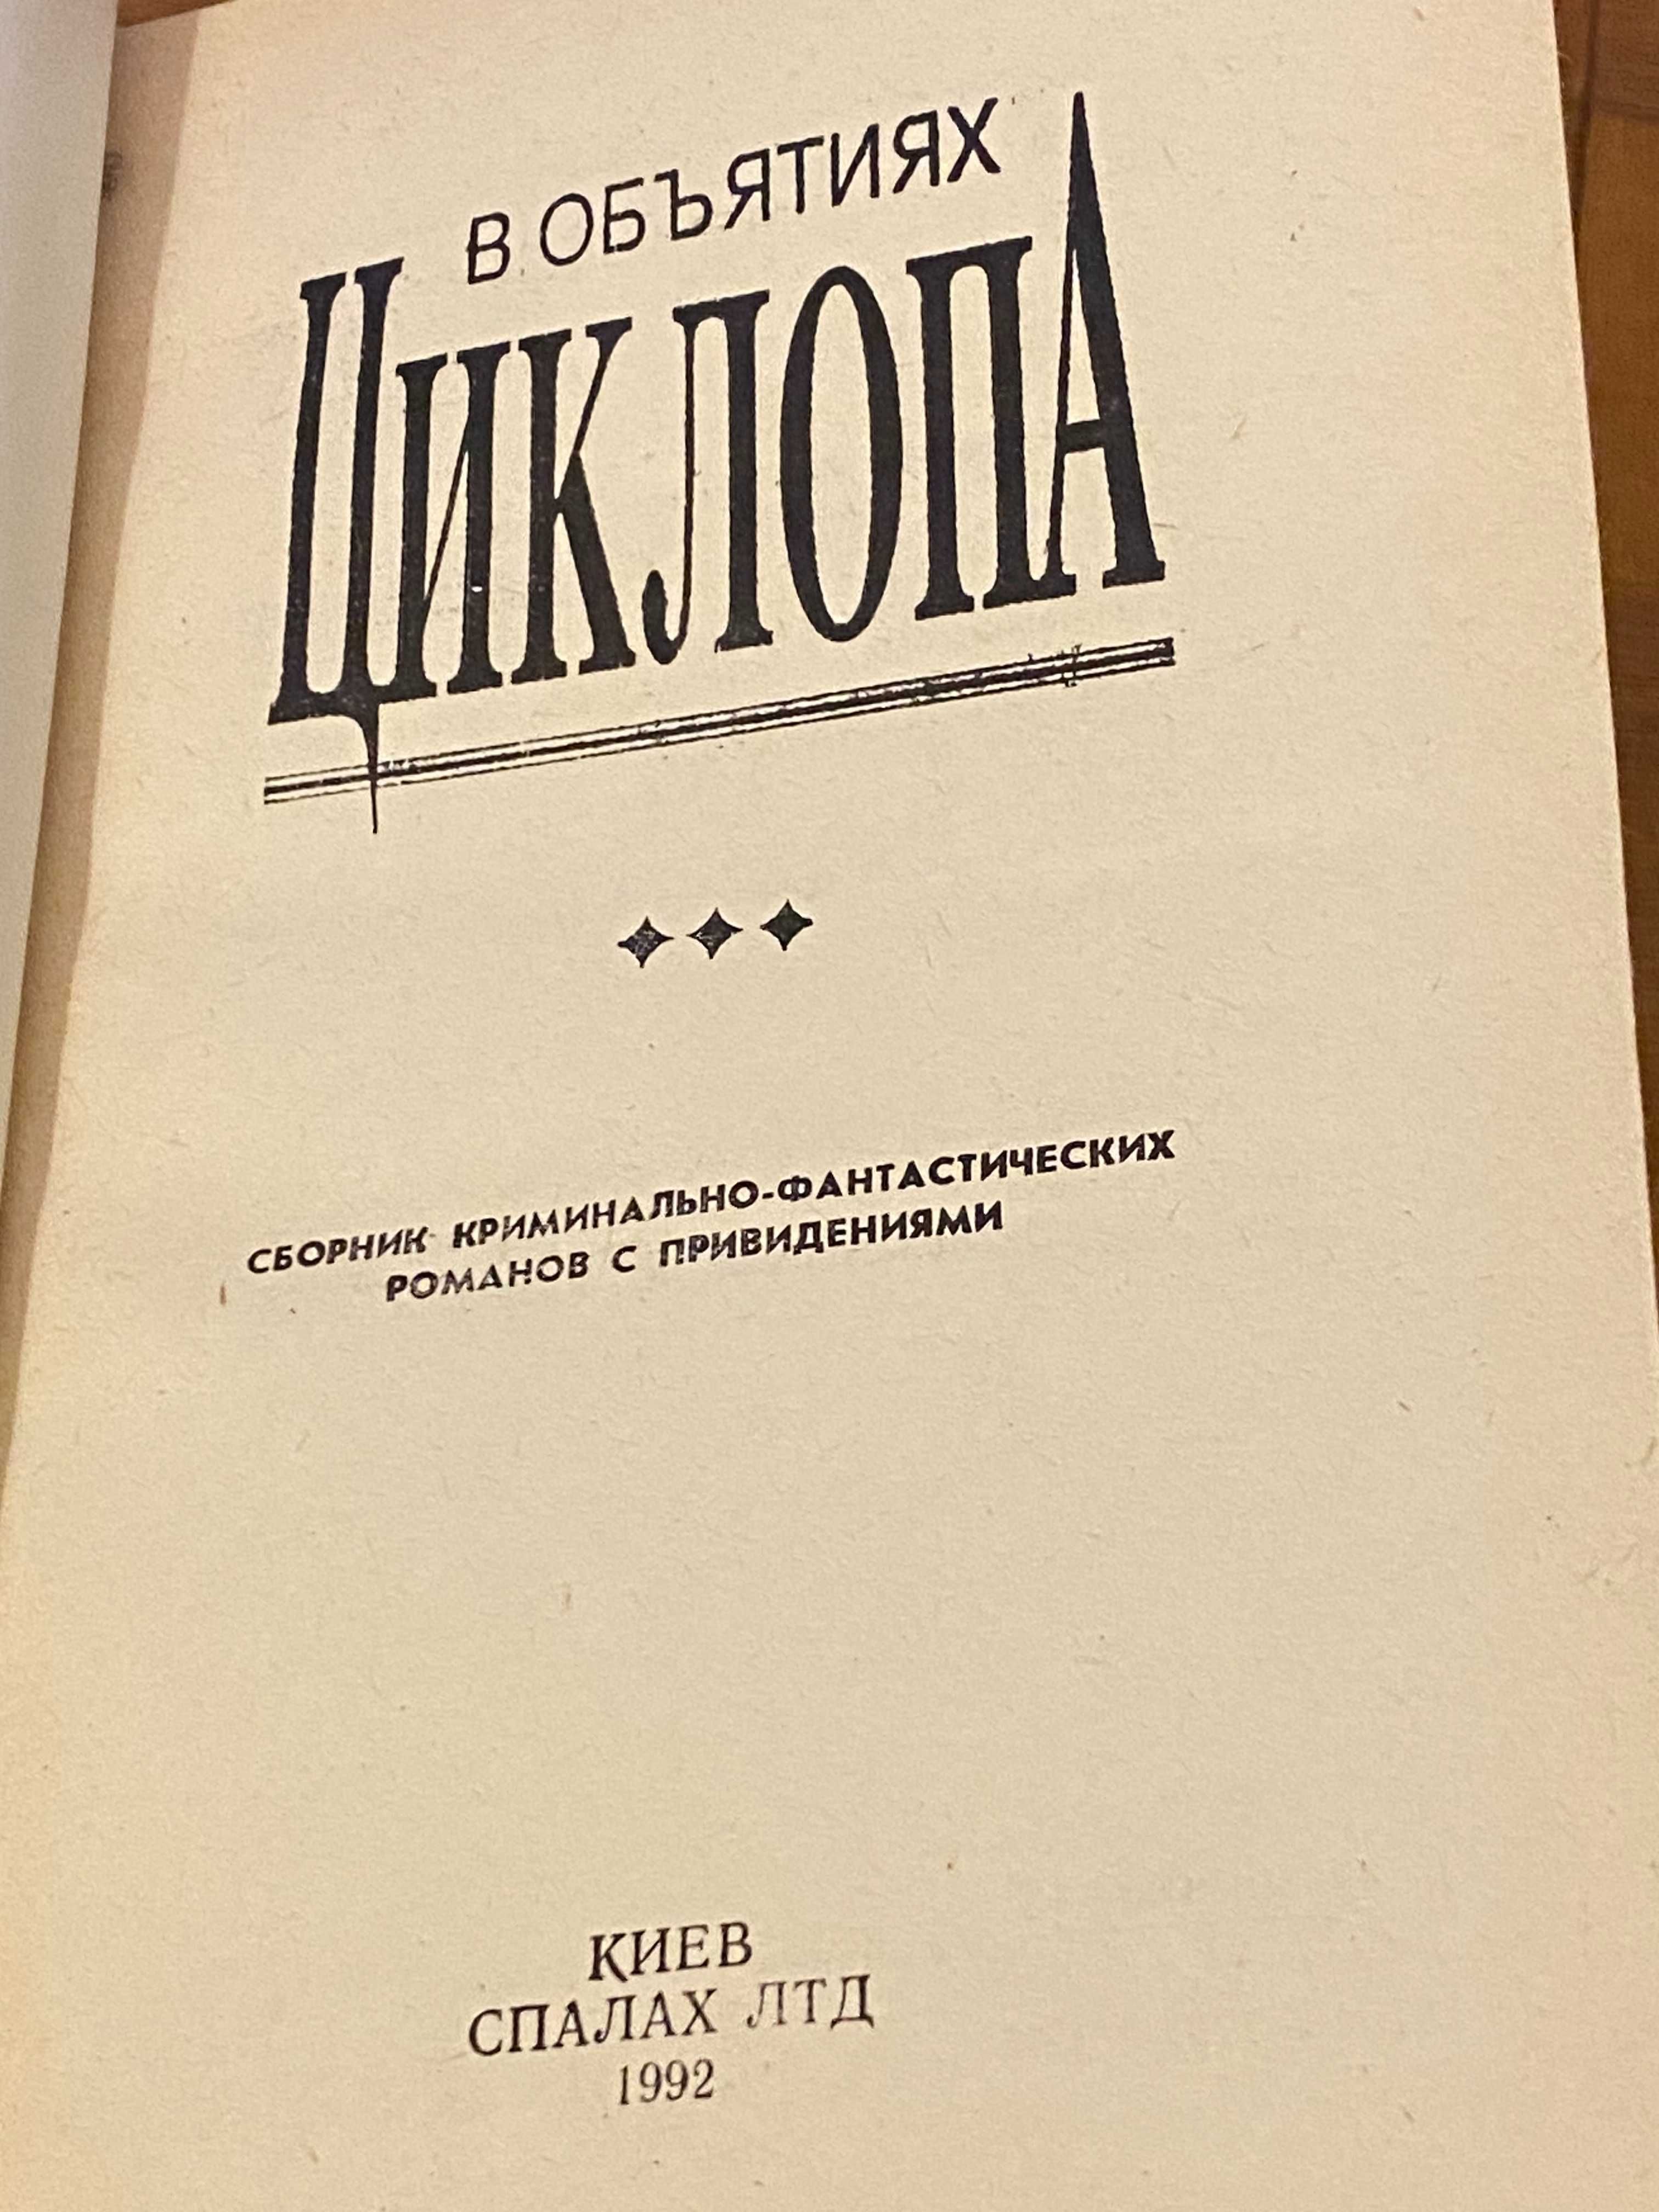 В ОБЪЯТИЯХ
ЦИКЛОПА
СБОРНИК КРИМИНАЛЬНО-ФАНТАСТИЧЕСКИХ
РОМАНОВ С ПРИВИДЕНИЯМИ
КИЕВ
СПАЛАХ ЛТД
1992